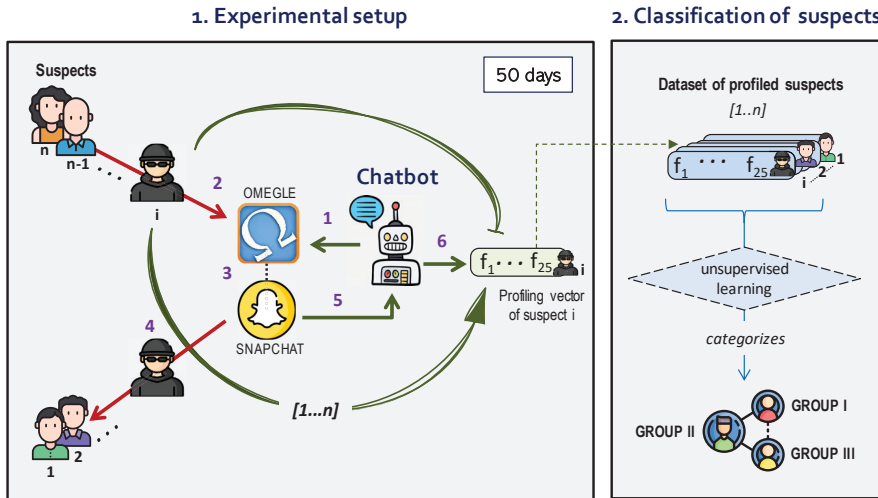 1. Experimental setup
2. Classification of suspects
Suspects
50 days
n
n-1
i
2
OMEGLE
1
Chatbot
6
3
5
4
SNAPCHAT
f1 ··· f25
i
Profiling vector
of suspect i
[1...n]
1
2
Dataset of profiled suspects
[1..n]
f1 ··· f25
i
2
1
unsupervised
learning
categorizes
GROUP I
GROUP II
GROUP III